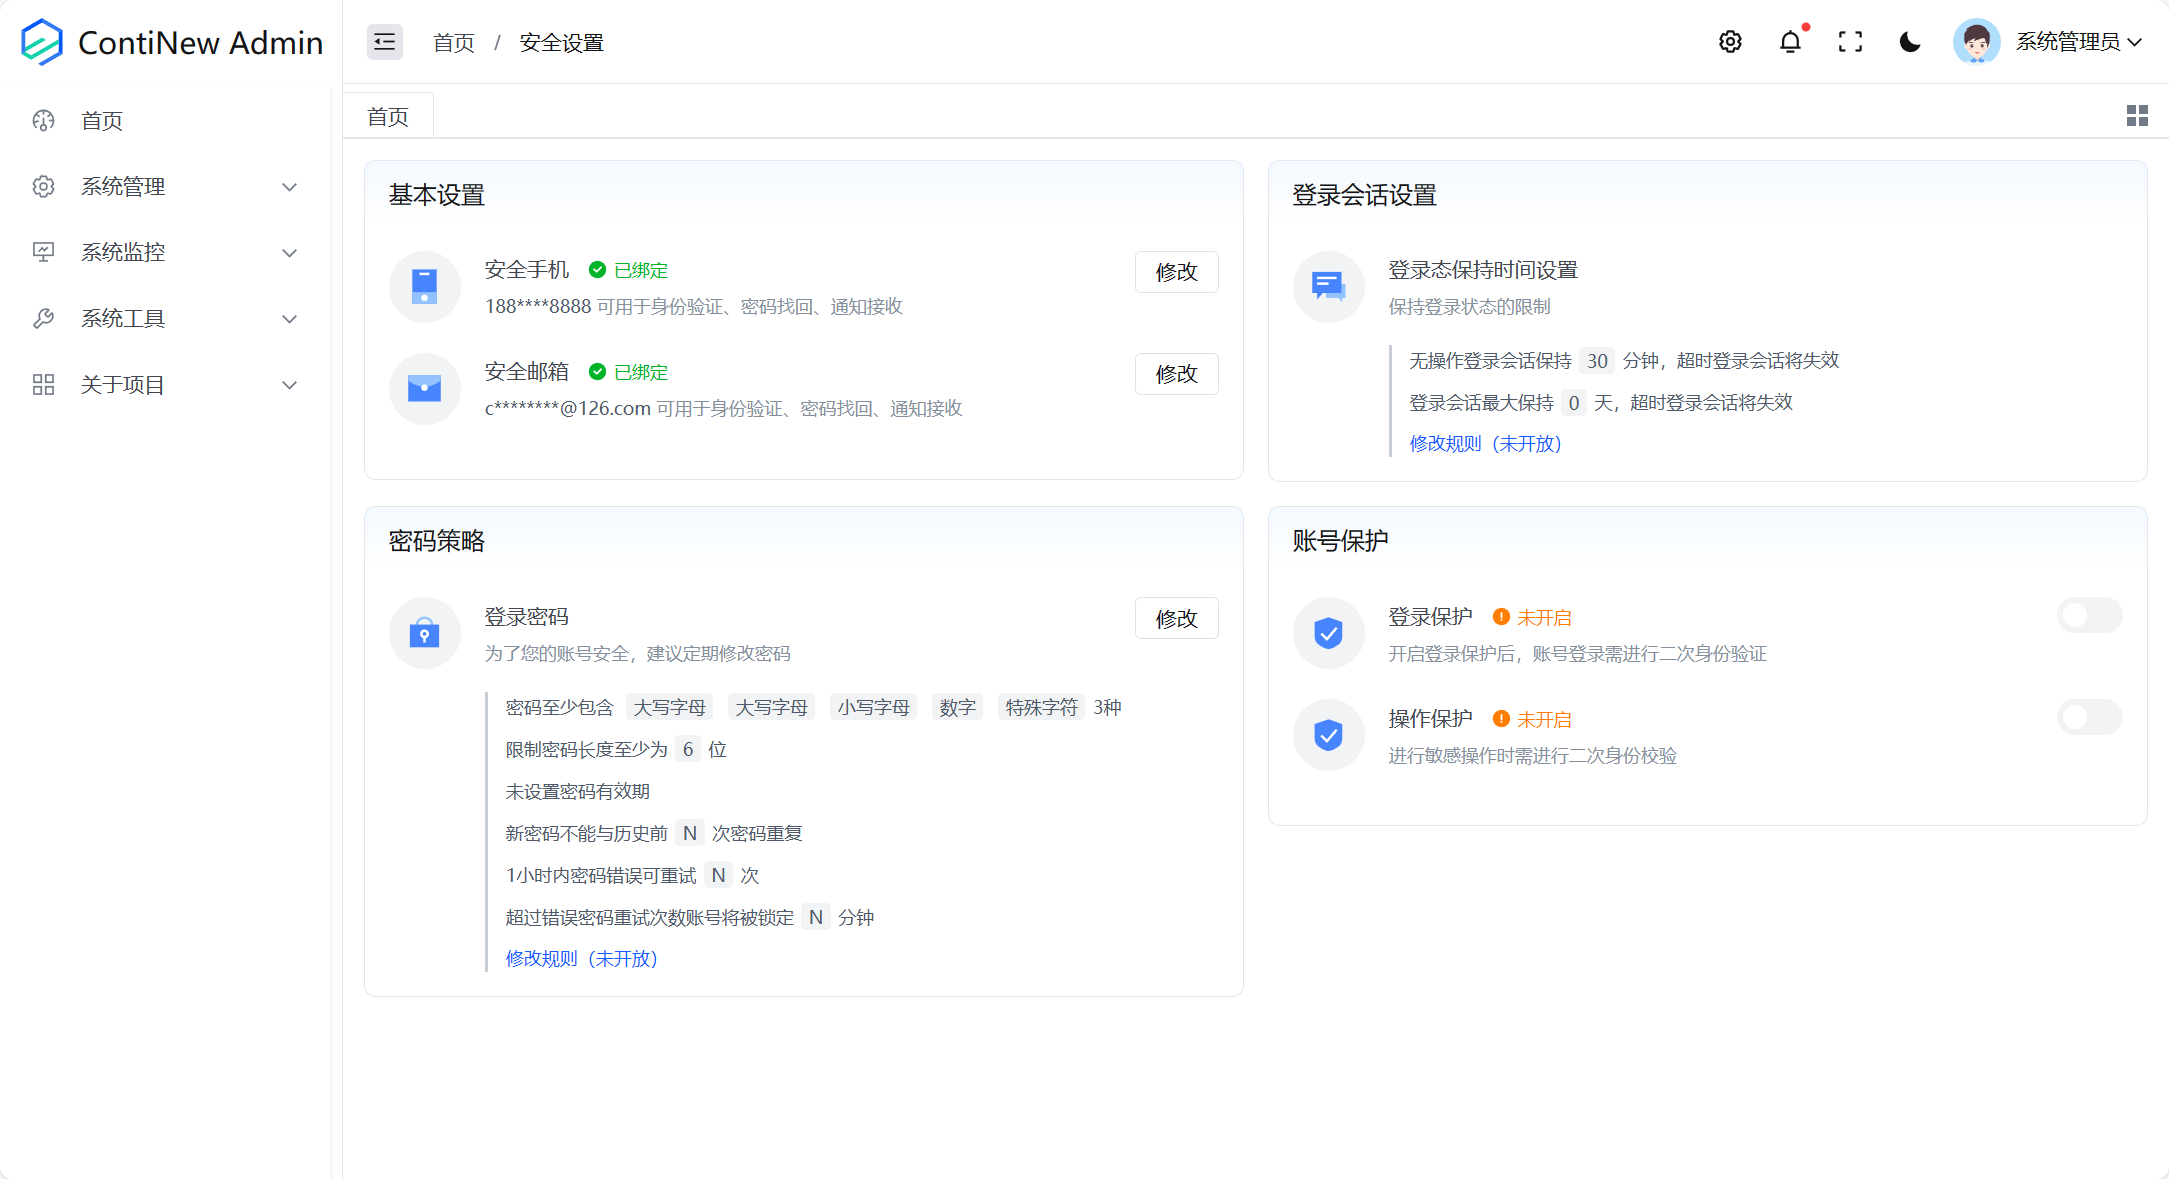 ContiNew Admin
首页 / 安全设置
系统管理员
首页
系统管理
系统监控
系统工具
关于项目
首页
基本设置
安全手机 已绑定
188****8888 可用于身份验证、密码找回、通知接收
修改
安全邮箱 已绑定
c********@126.com 可用于身份验证、密码找回、通知接收
修改
登录会话设置
登录态保持时间设置
保持登录状态的限制
无操作登录会话保持 30 分钟，超时登录会话将失效
登录会话最大保持 0 天，超时登录会话将失效
修改规则（未开放）
密码策略
登录密码
为了您的账号安全，建议定期修改密码
修改
密码至少包含 大写字母 大写字母 小写字母 数字 特殊字符 3种
限制密码长度至少为 6 位
未设置密码有效期
新密码不能与历史前 N 次密码重复
1小时内密码错误可重试 N 次
超过错误密码重试次数账号将被锁定 N 分钟
修改规则（未开放）
账号保护
登录保护 未开启
开启登录保护后，账号登录需进行二次身份验证
操作保护 未开启
进行敏感操作时需进行二次身份校验